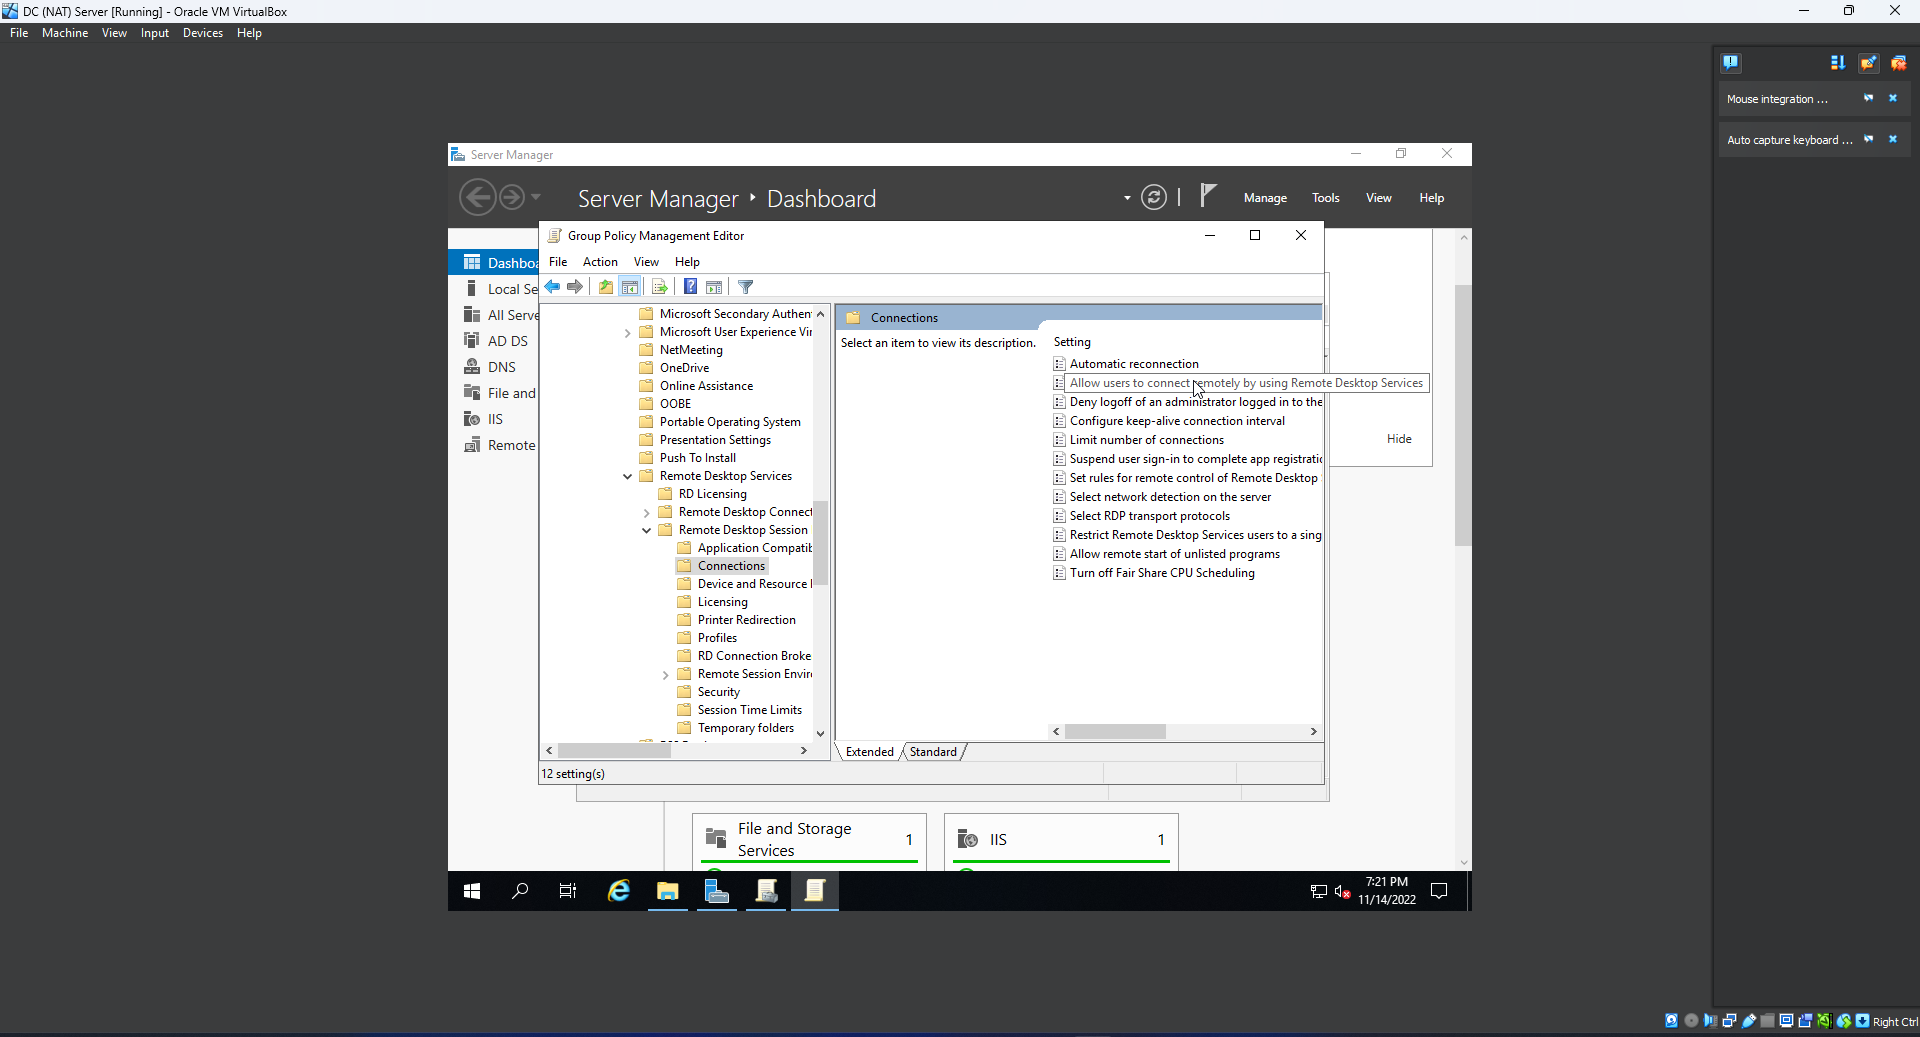 DC (NAT) Server [Running] - Oracle VM VirtualBox
File Machine View Input Devices Help
Mouse integration ...
Auto capture keyboard ...
Server Manager
Server Manager Dashboard
Manage Tools View Help
Group Policy Management Editor
File Action View Help
Dashboa
Local Se
All Serve
AD DS
DNS
File and
IIS
Remote
Microsoft Secondary Authen
Microsoft User Experience Vir
NetMeeting
OneDrive
Online Assistance
OOBE
Portable Operating System
Presentation Settings
Push To Install
Remote Desktop Services
RD Licensing
Remote Desktop Connect
Remote Desktop Session
Application Compatib
Connections
Device and Resource
Licensing
Printer Redirection
Profiles
RD Connection Broke
Remote Session Envir
Security
Session Time Limits
Temporary folders
Connections
Select an item to view its description.
Setting
Automatic reconnection
Allow users to connect remotely by using Remote Desktop Services
Deny logoff of an administrator logged in to the
Configure keep-alive connection interval
Limit number of connections
Suspend user sign-in to complete app registratio
Set rules for remote control of Remote Desktop
Select network detection on the server
Select RDP transport protocols
Restrict Remote Desktop Services users to a sing
Allow remote start of unlisted programs
Turn off Fair Share CPU Scheduling
Hide
Extended Standard
12 setting(s)
File and Storage
Services
1
IIS
1
7:21 PM
11/14/2022
Right Ctrl